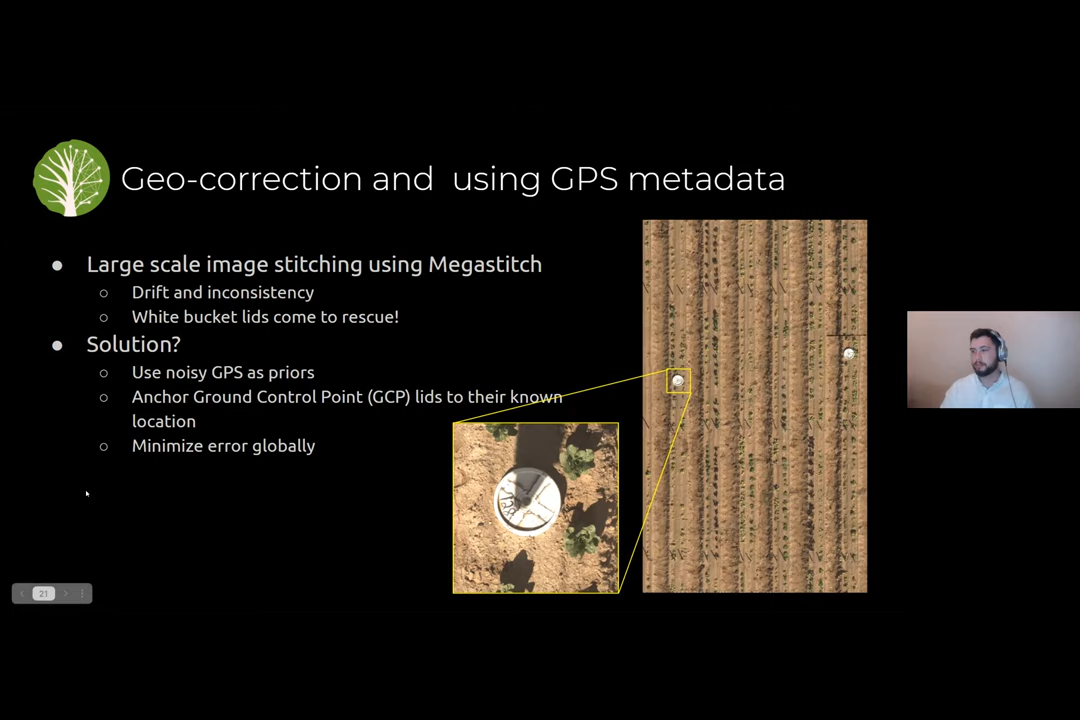 Geo-correction and using GPS metadata
● Large scale image stitching using Megastitch
○ Drift and inconsistency
○ White bucket lids come to rescue!
● Solution?
○ Use noisy GPS as priors
○ Anchor Ground Control Point (GCP) lids to their known
location
○ Minimize error globally
128
21